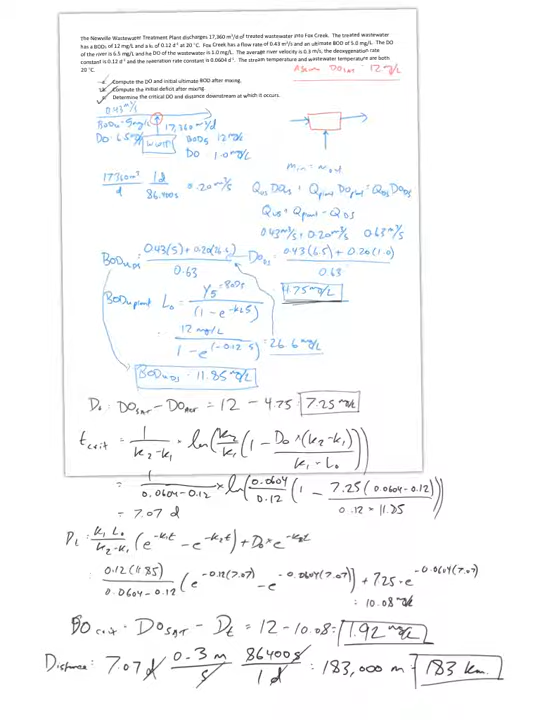 The Newville Wastewater Treatment Plant discharges 17,360 m³/d of treated wastewater into Fox Creek. The treated wastewater
has a BOD₅ of 12 mg/L and a k₁ of 0.12 d⁻¹ at 20 °C. Fox Creek has a flow rate of 0.43 m³/s and an ultimate BOD of 5.0 mg/L. The DO
of the river is 6.5 mg/L and the DO of the wastewater is 1.0 mg/L. The average river velocity is 0.3 m/s, the deoxygenation rate
constant is 0.12 d⁻¹ and the reaeration rate constant is 0.0604 d⁻¹. The stream temperature and wastewater temperature are both
20 °C.
Assume DOsat = 12 mg/L
a. Compute the DO and initial ultimate BOD after mixing.
b. Compute the initial deficit after mixing.
c. Determine the critical DO and distance downstream at which it occurs.
0.43 m³/s
BODu = 5 mg/L
17,360 m³/d
DO 6.5 mg/L
WWTP
BOD₅ 12 mg/L
DO 1.0 mg/L
min = mout
17360 m³/d 1d/86,400s 0.20 m³/s
Qus DOus + Qplant DOplant = QDS DODS
Qus + Qplant = QDS
0.43 m³/s + 0.20 m³/s 0.63 m³/s
BODu DS = 0.43(5) + 0.20(26.6) / 0.63
DODS = 0.43(6.5) + 0.20(1.0) / 0.63
4.75 mg/L
BODu plant L₀ = Y₅ = BOD₅ / (1 - e^(-k₁5))
12 mg/L / 1 - e^(-0.12·5) = 26.6 mg/L
BODu DS = 11.85 mg/L
D₀ = DOSAT - DOACT = 12 - 4.75 = 7.25 mg/L
tcrit = 1/(k₂-k₁) × ln(k₂/k₁ (1 - D₀ × (k₂-k₁)/(k₁ · L₀)))
= 1/(0.0604-0.12) × ln(0.0604/0.12 (1 - 7.25(0.0604-0.12)/(0.12 × 11.85)))
= 7.07 d
Dt = k₁L₀/(k₂-k₁) (e^(-k₁t) - e^(-k₂t)) + D₀ × e^(-k₂t)
0.12(11.85)/(0.0604-0.12) (e^(-0.12(7.07)) - e^(-0.0604(7.07))) + 7.25 · e^(-0.0604(7.07))
= 10.08 mg/L
DOcrit = DOSAT - Dt = 12 - 10.08 = 1.92 mg/L
Distance: 7.07 d 0.3 m/s 86400 s/1 d = 183,000 m = 183 km.